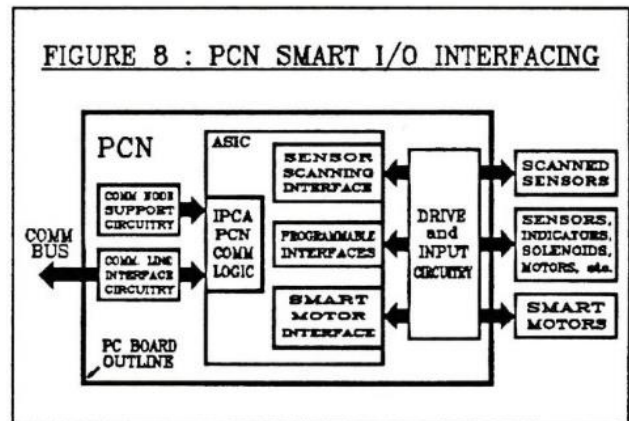 FIGURE 8 : PCN SMART I/O INTERFACING
PCN
ASIC
COMM NODE
SUPPORT
CIRCUITRY
COMM
BUS
COMM. LINE
INTERFACE
CIRCUITRY
IPCA
PCN
COMM
LOGIC
SENSOR
SCANNING
INTERFACE
PROGRAMMABLE
INTERFACES
SMART
MOTOR
INTERFACE
DRIVE
and
INPUT
CIRCUITRY
SCANNED
SENSORS
SENSORS,
INDICATORS,
SOLENOIDS,
MOTORS, etc.
SMART
MOTORS
PC BOARD
OUTLINE